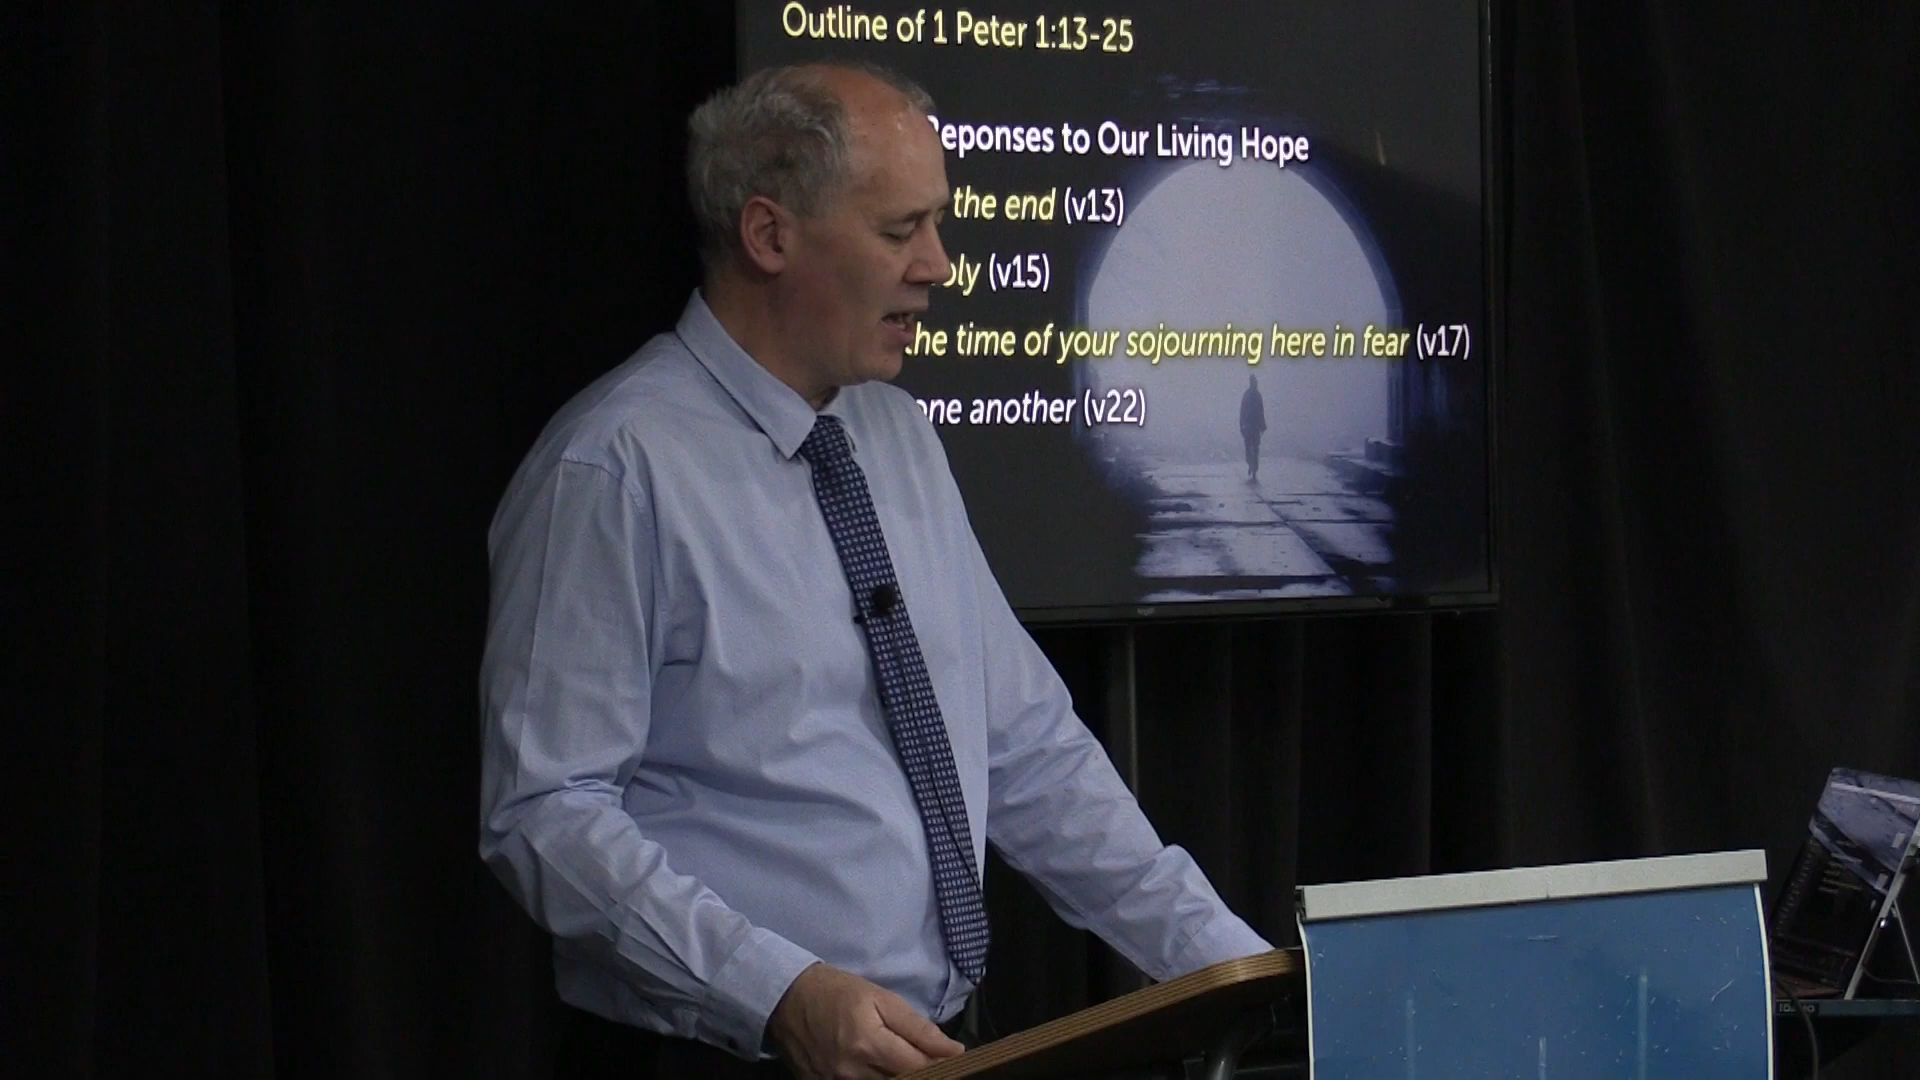 Outline of 1 Peter 1:13-25
Reponses to Our Living Hope
the end (v13)
oly (v15)
the time of your sojourning here in fear (v17)
one another (v22)